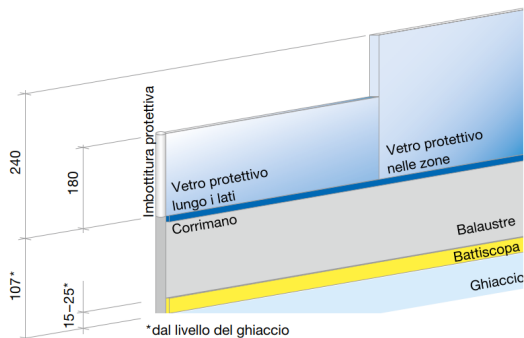 240
180
107*
15–25*
Imbottitura protettiva
Vetro protettivo
lungo i lati
Vetro protettivo
nelle zone
Corrimano
Balaustre
Battiscopa
Ghiaccio
*dal livello del ghiaccio